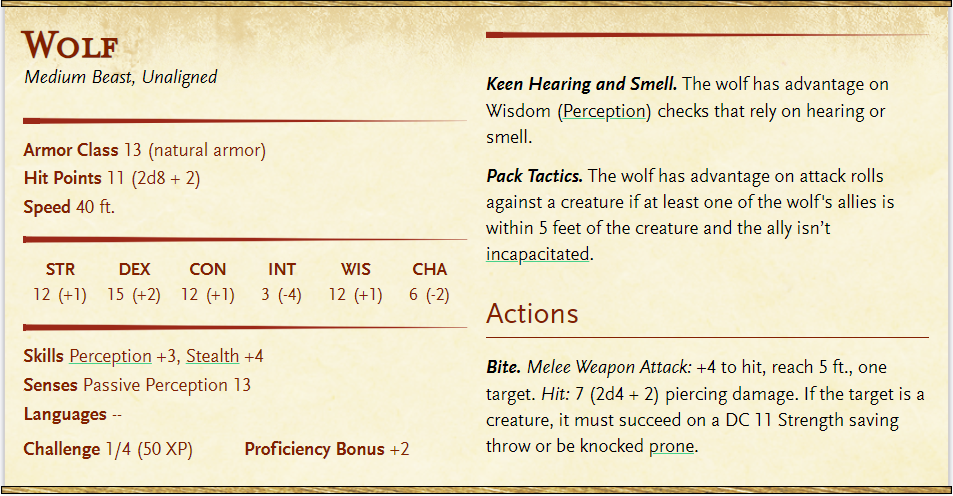 WOLF
Medium Beast, Unaligned
Armor Class 13 (natural armor)
Hit Points 11 (2d8 + 2)
Speed 40 ft.
STR DEX CON INT WIS CHA
12 (+1) 15 (+2) 12 (+1) 3 (-4) 12 (+1) 6 (-2)
Skills Perception +3, Stealth +4
Senses Passive Perception 13
Languages --
Challenge 1/4 (50 XP) Proficiency Bonus +2
Keen Hearing and Smell. The wolf has advantage on
Wisdom (Perception) checks that rely on hearing or
smell.
Pack Tactics. The wolf has advantage on attack rolls
against a creature if at least one of the wolf's allies is
within 5 feet of the creature and the ally isn’t
incapacitated.
Actions
Bite. Melee Weapon Attack: +4 to hit, reach 5 ft., one
target. Hit: 7 (2d4 + 2) piercing damage. If the target is a
creature, it must succeed on a DC 11 Strength saving
throw or be knocked prone.